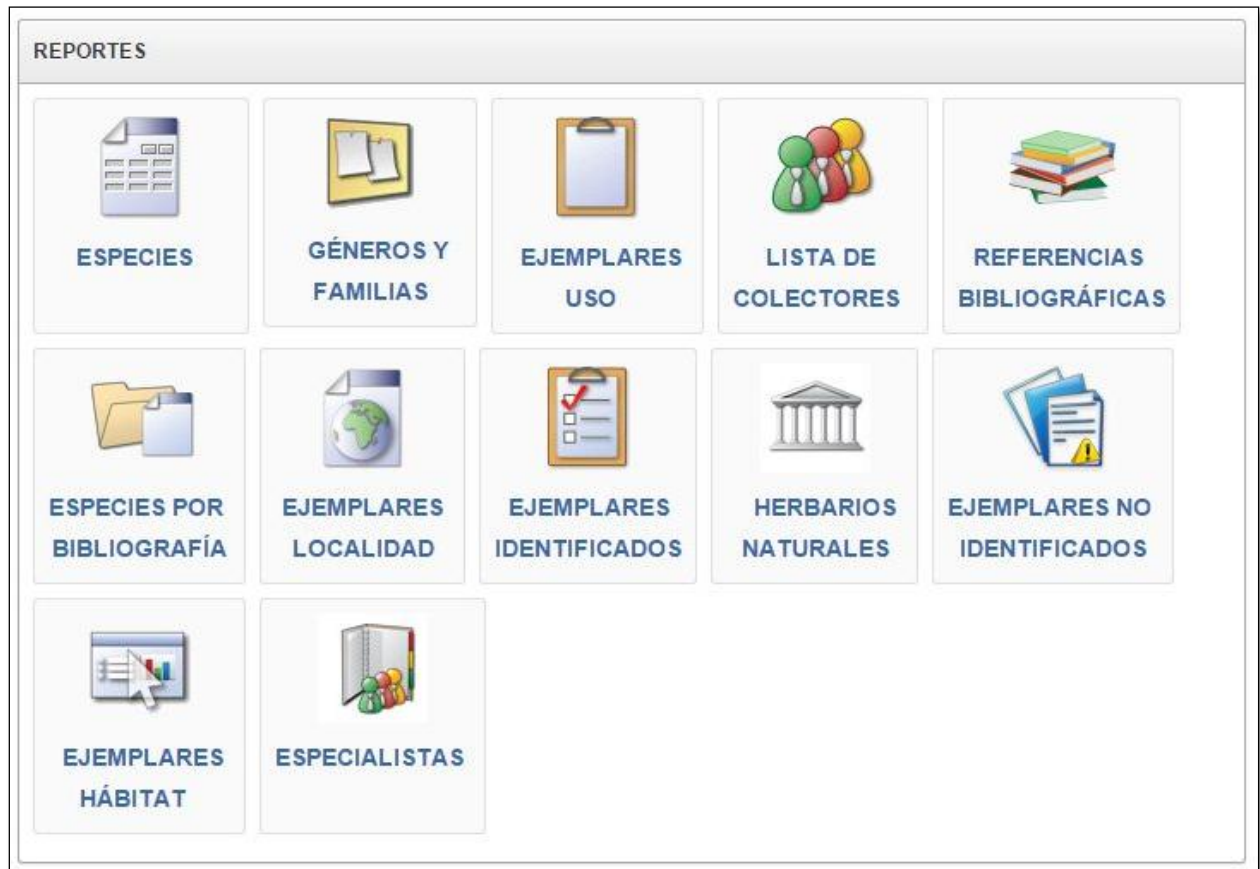 REPORTES
ESPECIES
GÉNEROS Y
FAMILIAS
EJEMPLARES
USO
LISTA DE
COLECTORES
REFERENCIAS
BIBLIOGRÁFICAS
ESPECIES POR
BIBLIOGRAFÍA
EJEMPLARES
LOCALIDAD
EJEMPLARES
IDENTIFICADOS
HERBARIOS
NATURALES
EJEMPLARES NO
IDENTIFICADOS
EJEMPLARES
HÁBITAT
ESPECIALISTAS